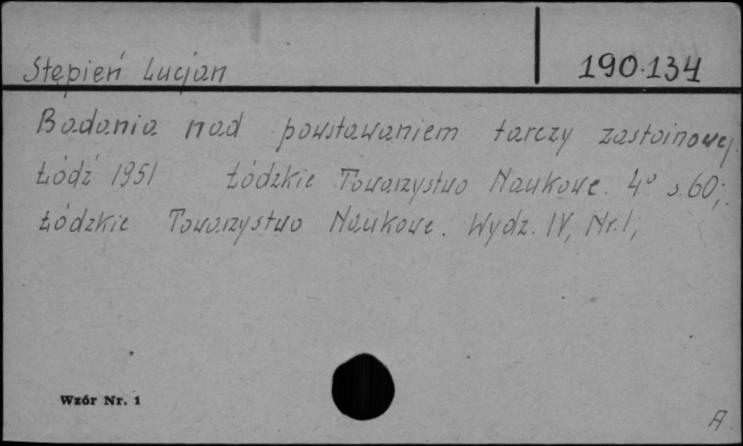 Stępień Lucjan
190.134
Badania nad powstawaniem tarczy zastoinowej.
Łódź 1951 Łódzkie Towarzystwo Naukowe. 4° s. 60;
Łódzkie Towarzystwo Naukowe. Wydz. IV, Nr. 1;
Wzór Nr. 1
A